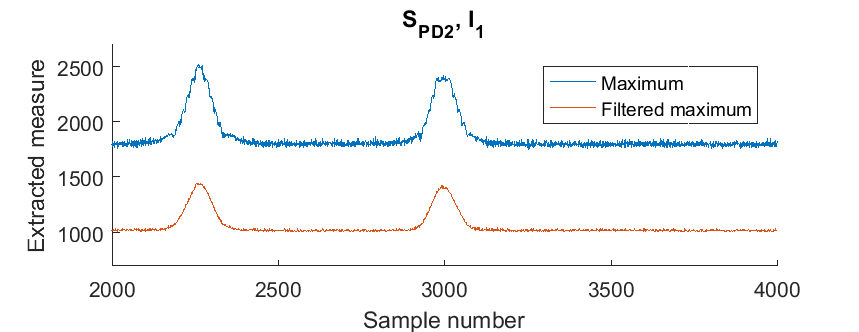 S_PD2, I_1
Extracted measure
2500
2000
1500
1000
Maximum
Filtered maximum
2000 2500 3000 3500 4000
Sample number